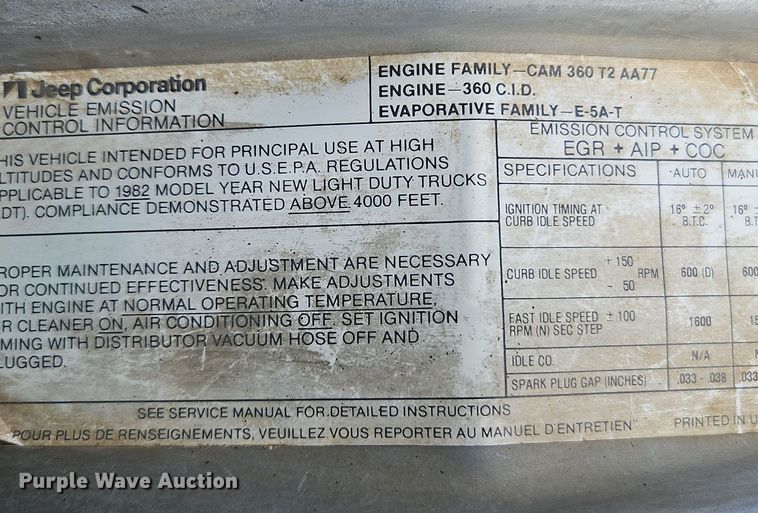 Jeep Corporation
VEHICLE EMISSION
CONTROL INFORMATION
ENGINE FAMILY—CAM 360 T2 AA77
ENGINE—360 C.I.D.
EVAPORATIVE FAMILY—E-5A-T
HIS VEHICLE INTENDED FOR PRINCIPAL USE AT HIGH
LTITUDES AND CONFORMS TO U.S.E.P.A. REGULATIONS
PPLICABLE TO 1982 MODEL YEAR NEW LIGHT DUTY TRUCKS
DT). COMPLIANCE DEMONSTRATED ABOVE 4000 FEET.
ROPER MAINTENANCE AND ADJUSTMENT ARE NECESSARY
OR CONTINUED EFFECTIVENESS. MAKE ADJUSTMENTS
ITH ENGINE AT NORMAL OPERATING TEMPERATURE,
R CLEANER ON, AIR CONDITIONING OFF. SET IGNITION
MING WITH DISTRIBUTOR VACUUM HOSE OFF AND
LUGGED.
EMISSION CONTROL SYSTEM
EGR + AIP + COC
SPECIFICATIONS AUTO MANU
IGNITION TIMING AT CURB IDLE SPEED 16° ± 2° B.T.C. 16° B.T.
CURB IDLE SPEED + 150 - 50 RPM 600 (D) 600
FAST IDLE SPEED ± 100 RPM (N) SEC STEP 1600 15
IDLE CO. N/A N
SPARK PLUG GAP (INCHES) .033 - .038 .033
SEE SERVICE MANUAL FOR DETAILED INSTRUCTIONS
"POUR PLUS DE RENSEIGNEMENTS, VEUILLEZ VOUS REPORTER AU MANUEL D'ENTRETIEN" PRINTED IN U
Purple Wave Auction